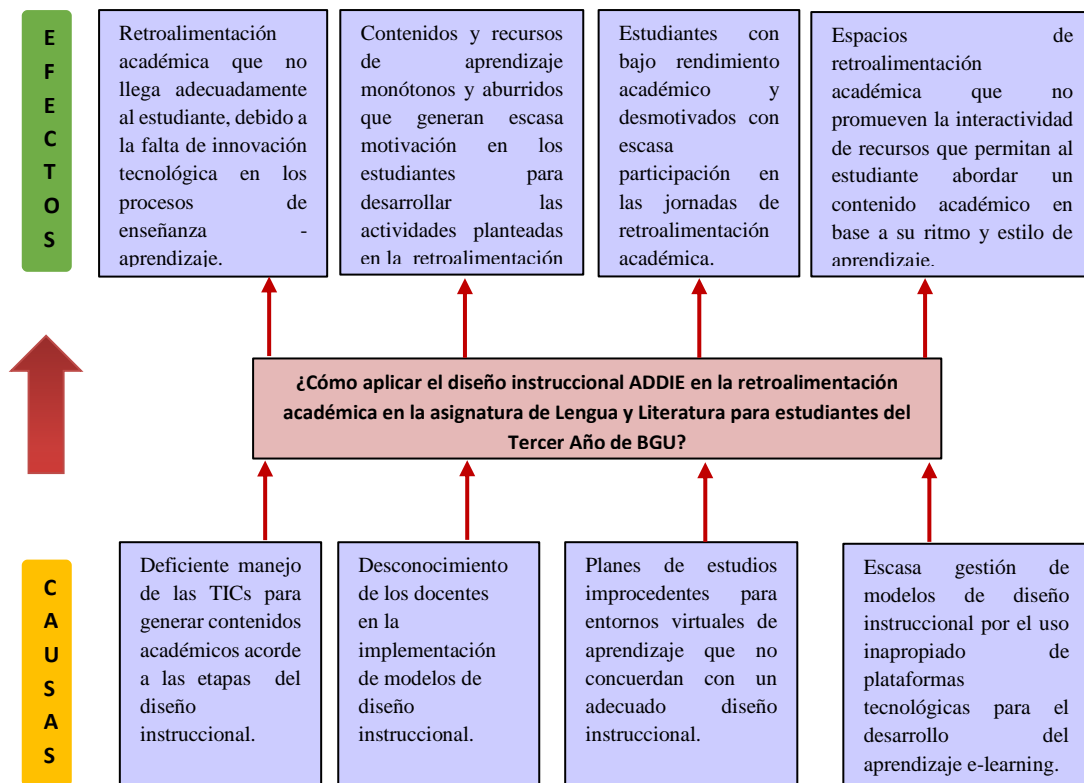 EFECTOS
Retroalimentación
académica que no
llega adecuadamente
al estudiante, debido a
la falta de innovación
tecnológica en los
procesos de
enseñanza -
aprendizaje.
Contenidos y recursos
de aprendizaje
monótonos y aburridos
que generan escasa
motivación en los
estudiantes para
desarrollar las
actividades planteadas
en la retroalimentación
Estudiantes con
bajo rendimiento
académico y
desmotivados con
escasa
participación en
las jornadas de
retroalimentación
académica.
Espacios de
retroalimentación
académica que no
promueven la interactividad
de recursos que permitan al
estudiante abordar un
contenido académico en
base a su ritmo y estilo de
aprendizaje.
¿Cómo aplicar el diseño instruccional ADDIE en la retroalimentación
académica en la asignatura de Lengua y Literatura para estudiantes del
Tercer Año de BGU?
CAUSAS
Deficiente manejo
de las TICs para
generar contenidos
académicos acorde
a las etapas del
diseño
instruccional.
Desconocimiento
de los docentes
en la
implementación
de modelos de
diseño
instruccional.
Planes de estudios
improcedentes para
entornos virtuales de
aprendizaje que no
concuerdan con un
adecuado diseño
instruccional.
Escasa gestión de
modelos de diseño
instruccional por el uso
inapropiado de
plataformas
tecnológicas para el
desarrollo del
aprendizaje e-learning.